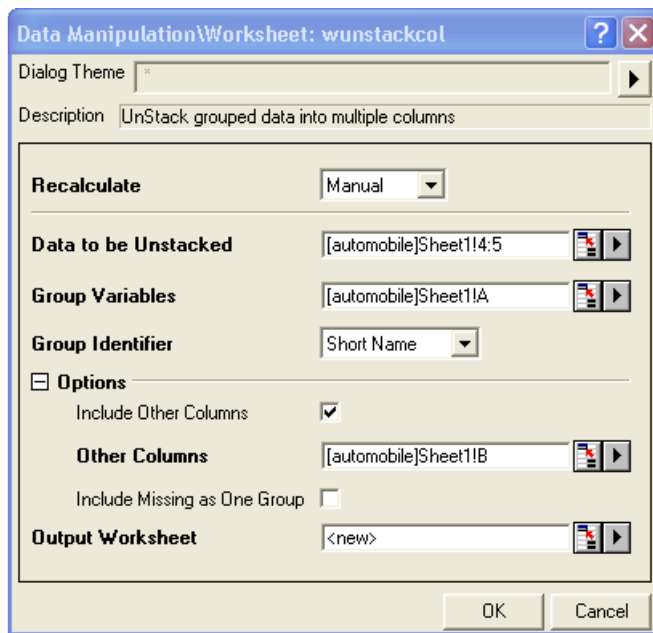 Data Manipulation\Worksheet: wunstackcol
Dialog Theme *
Description UnStack grouped data into multiple columns
Recalculate Manual
Data to be Unstacked [automobile]Sheet1!4:5
Group Variables [automobile]Sheet1!A
Group Identifier Short Name
Options
Include Other Columns
Other Columns [automobile]Sheet1!B
Include Missing as One Group
Output Worksheet <new>
OK Cancel